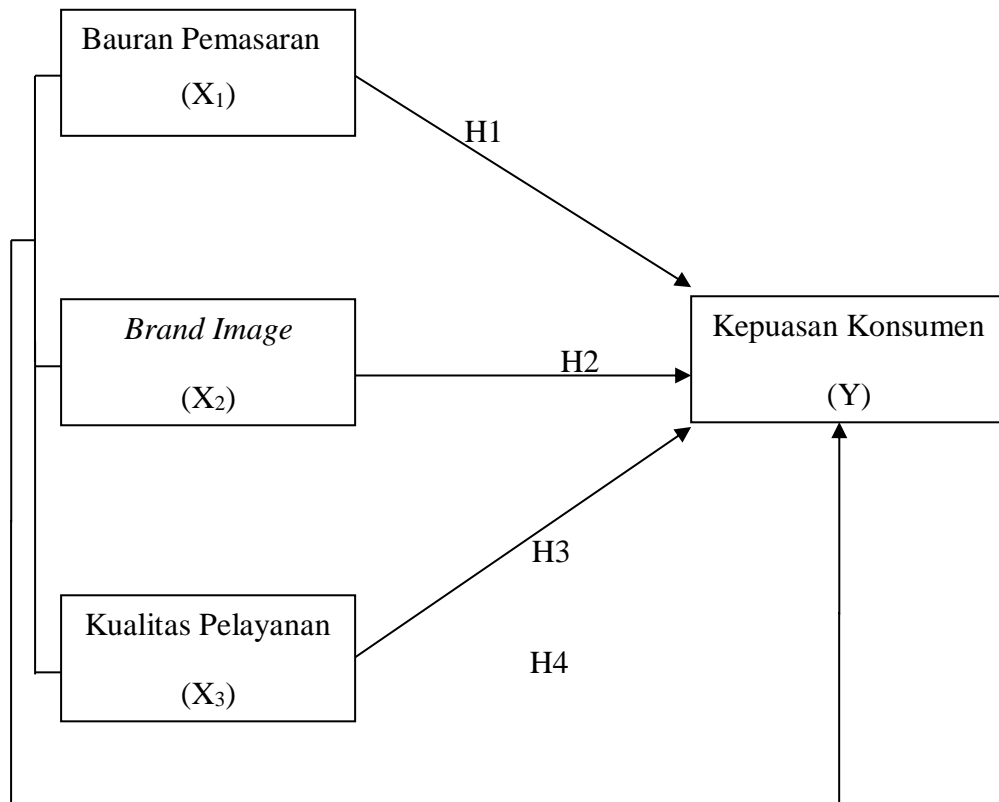 Bauran Pemasaran
(X₁)
H1
Brand Image
(X₂)
H2
Kepuasan Konsumen
(Y)
H3
Kualitas Pelayanan
(X₃)
H4